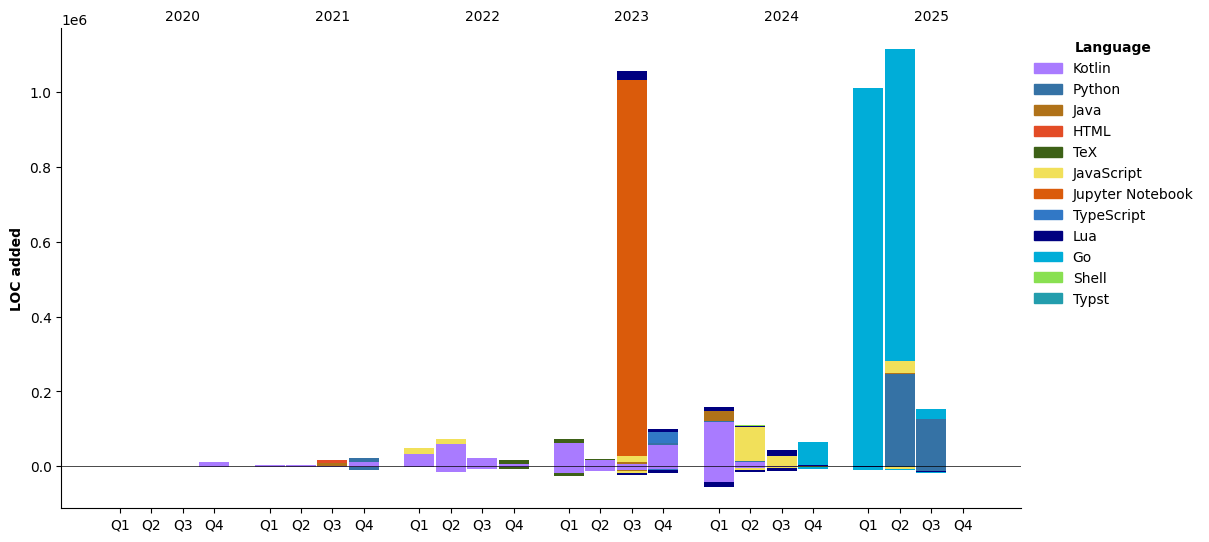 1e6
2020 2021 2022 2023 2024 2025
LOC added
1.0
0.8
0.6
0.4
0.2
0.0
Q1 Q2 Q3 Q4 Q1 Q2 Q3 Q4 Q1 Q2 Q3 Q4 Q1 Q2 Q3 Q4 Q1 Q2 Q3 Q4 Q1 Q2 Q3 Q4
Language
Kotlin
Python
Java
HTML
TeX
JavaScript
Jupyter Notebook
TypeScript
Lua
Go
Shell
Typst